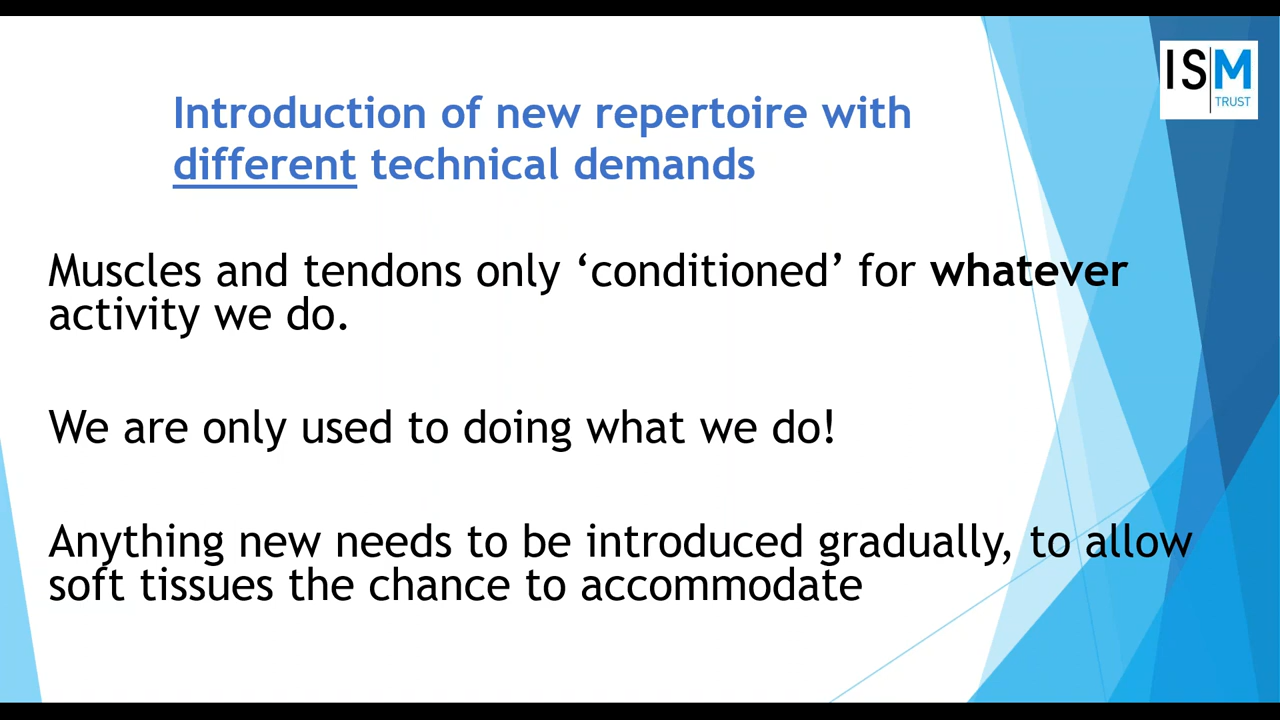 IS|M
TRUST
Introduction of new repertoire with
different technical demands
Muscles and tendons only ‘conditioned’ for whatever
activity we do.
We are only used to doing what we do!
Anything new needs to be introduced gradually, to allow
soft tissues the chance to accommodate